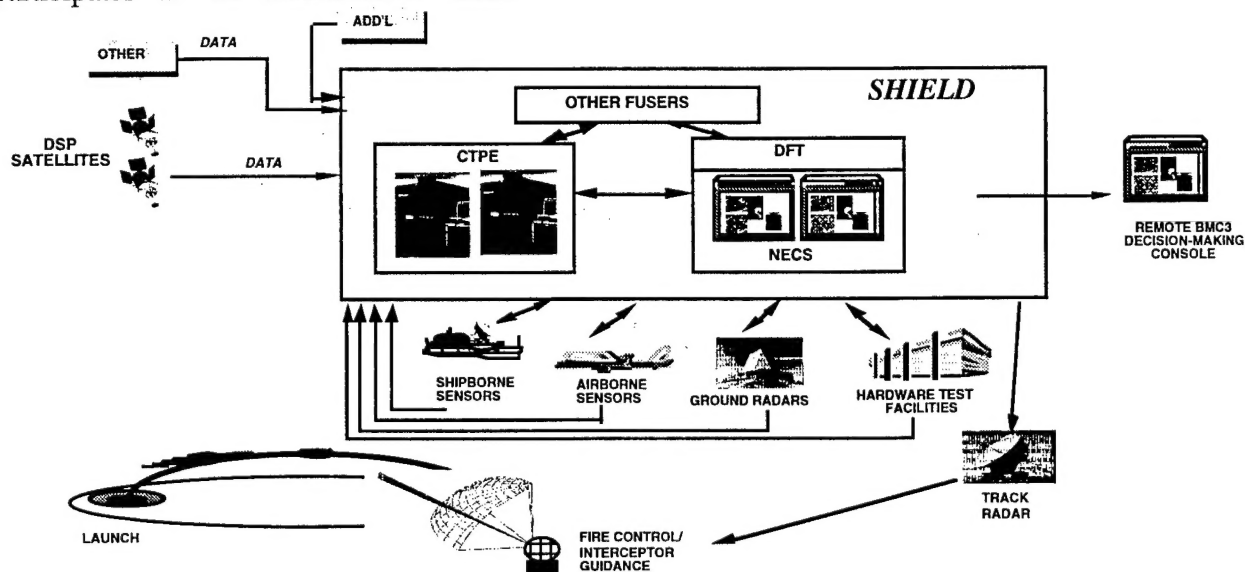 ADD'L
DATA
OTHER
SHIELD
OTHER FUSERS
DSP
SATELLITES
DATA
CTPE
DFT
NECS
REMOTE BMC3
DECISION-MAKING
CONSOLE
SHIPBORNE
SENSORS
AIRBORNE
SENSORS
GROUND RADARS
HARDWARE TEST
FACILITIES
TRACK
RADAR
LAUNCH
FIRE CONTROL/
INTERCEPTOR
GUIDANCE